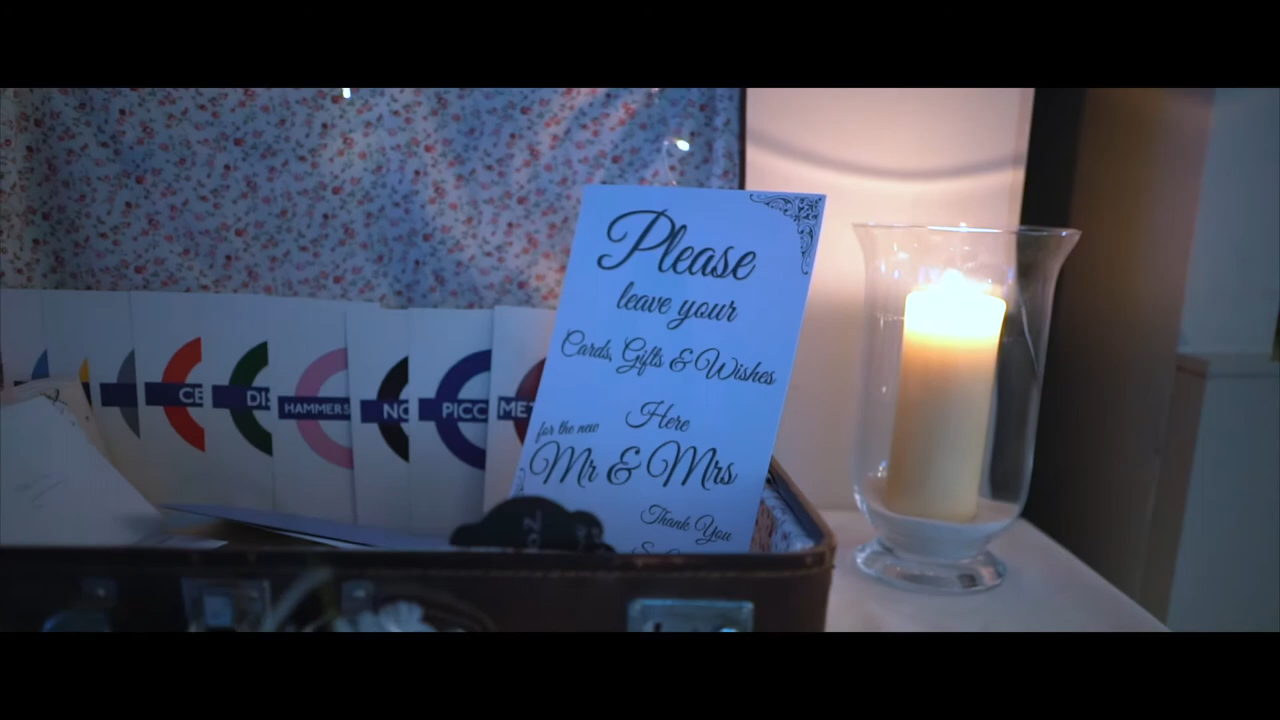 Please
leave your
Cards, Gifts & Wishes
Here
for the new
Mr & Mrs
Thank You
CE
DIS
HAMMERS
NO
PICC
MET